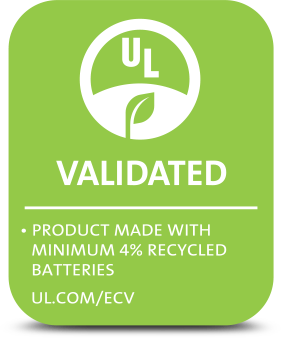 UL
VALIDATED
• PRODUCT MADE WITH
MINIMUM 4% RECYCLED
BATTERIES
UL.COM/ECV